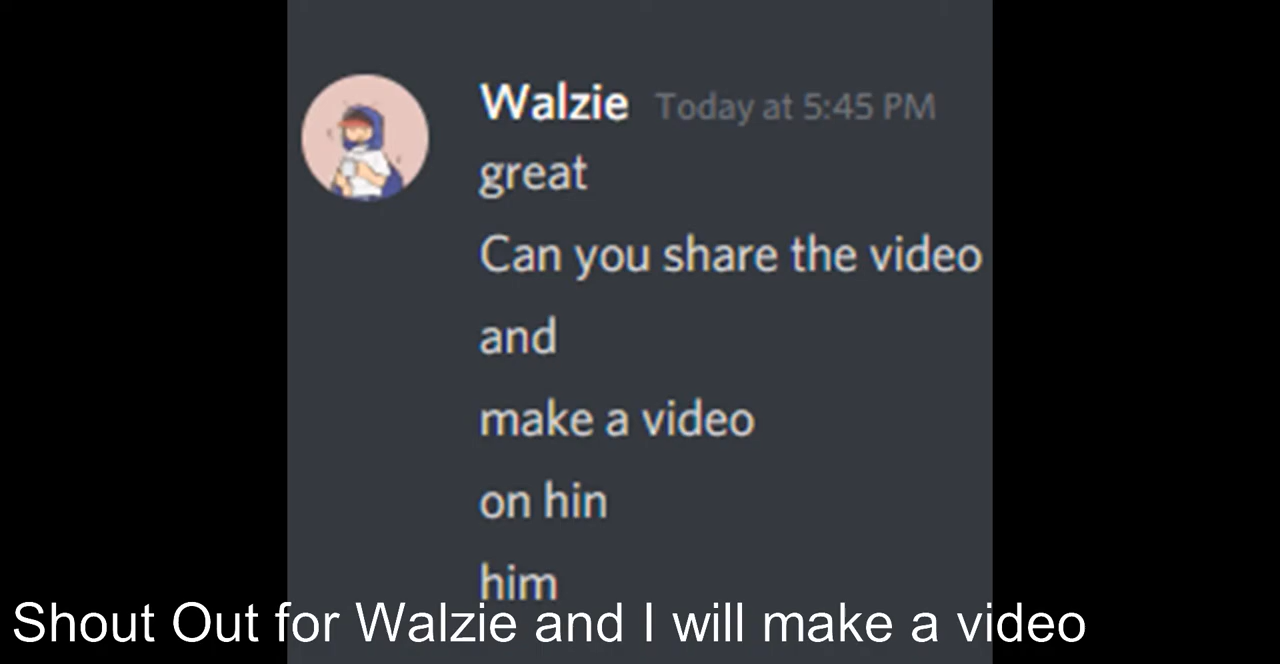 Walzie Today at 5:45 PM
great
Can you share the video
and
make a video
on hin
him
Shout Out for Walzie and I will make a video